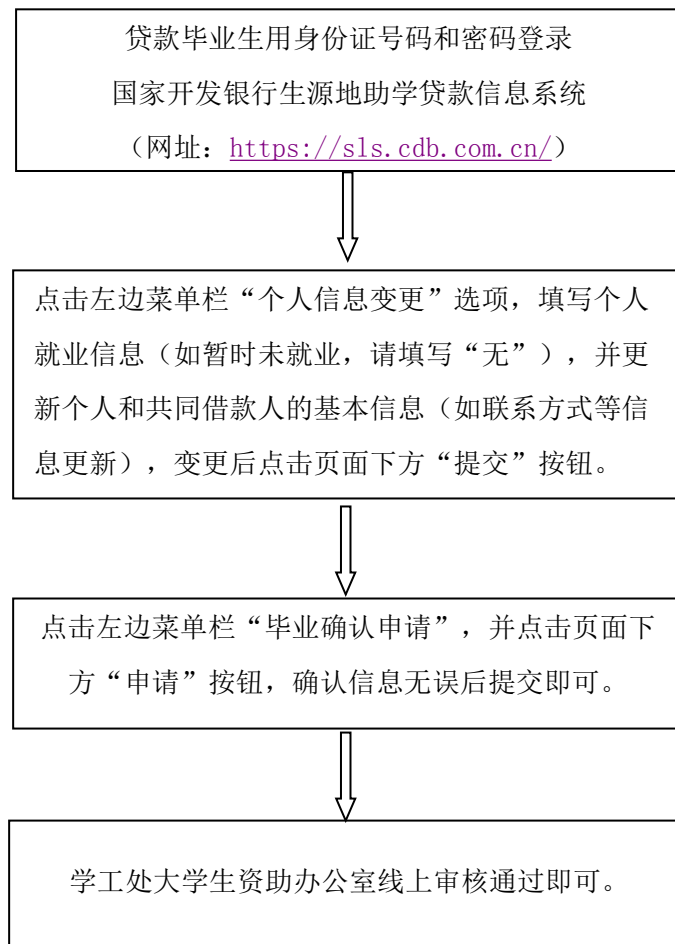 贷款毕业生用身份证号码和密码登录
国家开发银行生源地助学贷款信息系统
（网址：https://sls.cdb.com.cn/）
点击左边菜单栏“个人信息变更”选项，填写个人
就业信息（如暂时未就业，请填写“无”），并更
新个人和共同借款人的基本信息（如联系方式等信
息更新），变更后点击页面下方“提交”按钮。
点击左边菜单栏“毕业确认申请”，并点击页面下
方“申请”按钮，确认信息无误后提交即可。
学工处大学生资助办公室线上审核通过即可。